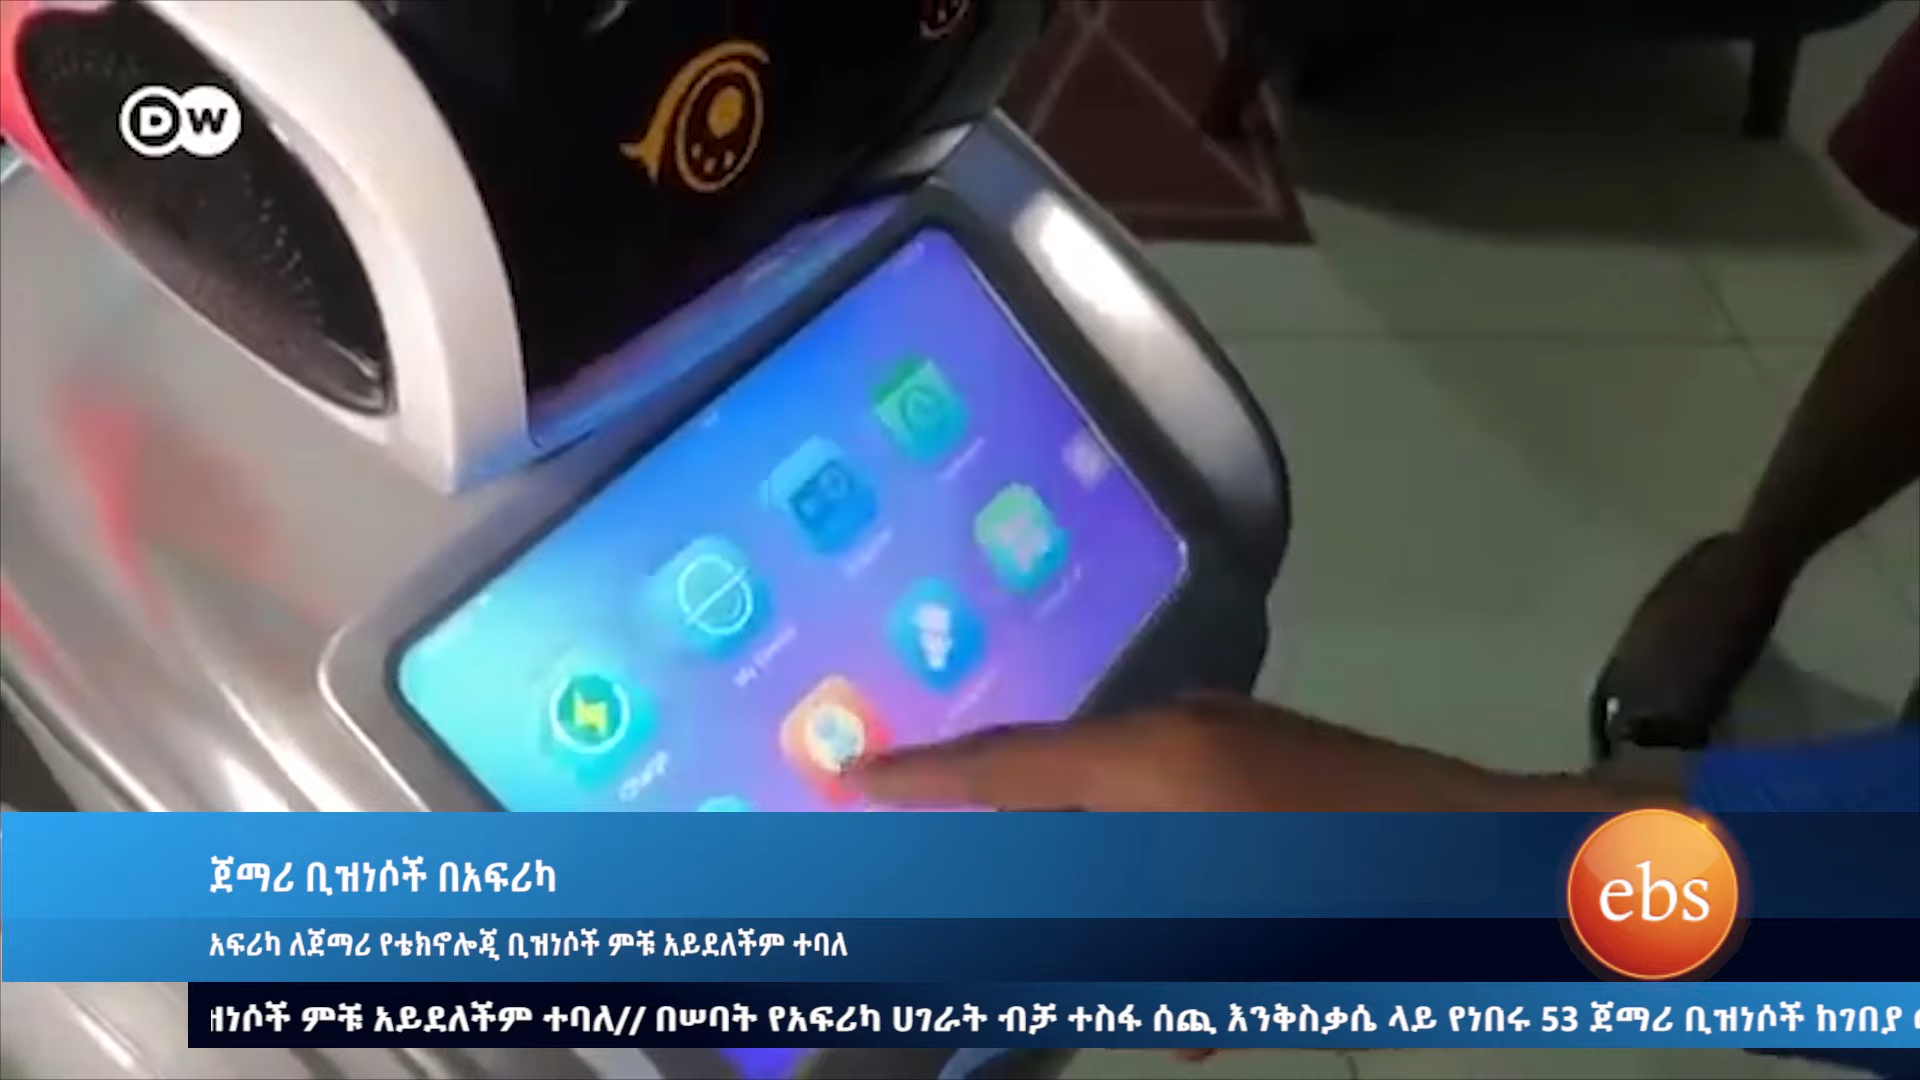 DW
ጀማሪ ቢዝነሶች በአፍሪካ
ebs
አፍሪካ ለጀማሪ የቴክኖሎጂ ቢዝነሶች ምቹ አይደለችም ተባለ
ዝነሶች ምቹ አይደለችም ተባለ// በሠባት የአፍሪካ ሀገራት ብቻ ተስፋ ሰጪ እንቅስቃሴ ላይ የነበሩ 53 ጀማሪ ቢዝነሶች ከገበያ